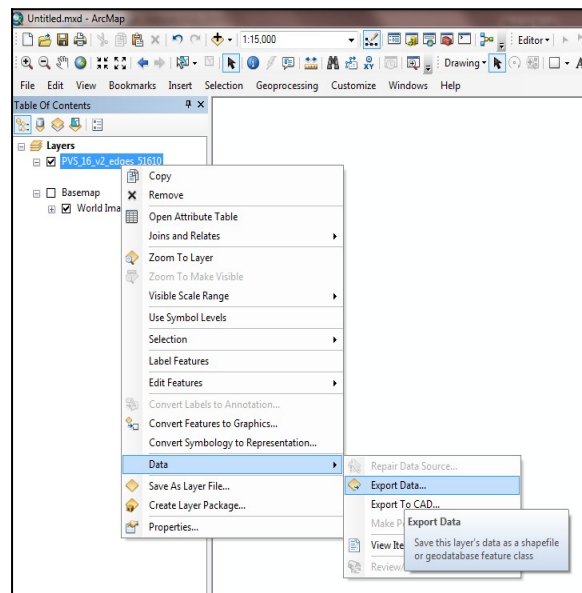 Untitled.mxd - ArcMap
1:15,000
Editor
Drawing
File Edit View Bookmarks Insert Selection Geoprocessing Customize Windows Help
Table Of Contents
Layers
PVS_16_v2_edges_51610
Basemap
World Ima
Copy
Remove
Open Attribute Table
Joins and Relates
Zoom To Layer
Zoom To Make Visible
Visible Scale Range
Use Symbol Levels
Selection
Label Features
Edit Features
Convert Labels to Annotation...
Convert Features to Graphics...
Convert Symbology to Representation...
Data
Save As Layer File...
Create Layer Package...
Properties...
Repair Data Source...
Export Data...
Export To CAD...
Make P
View Ite
Review/
Export Data
Save this layer's data as a shapefile
or geodatabase feature class